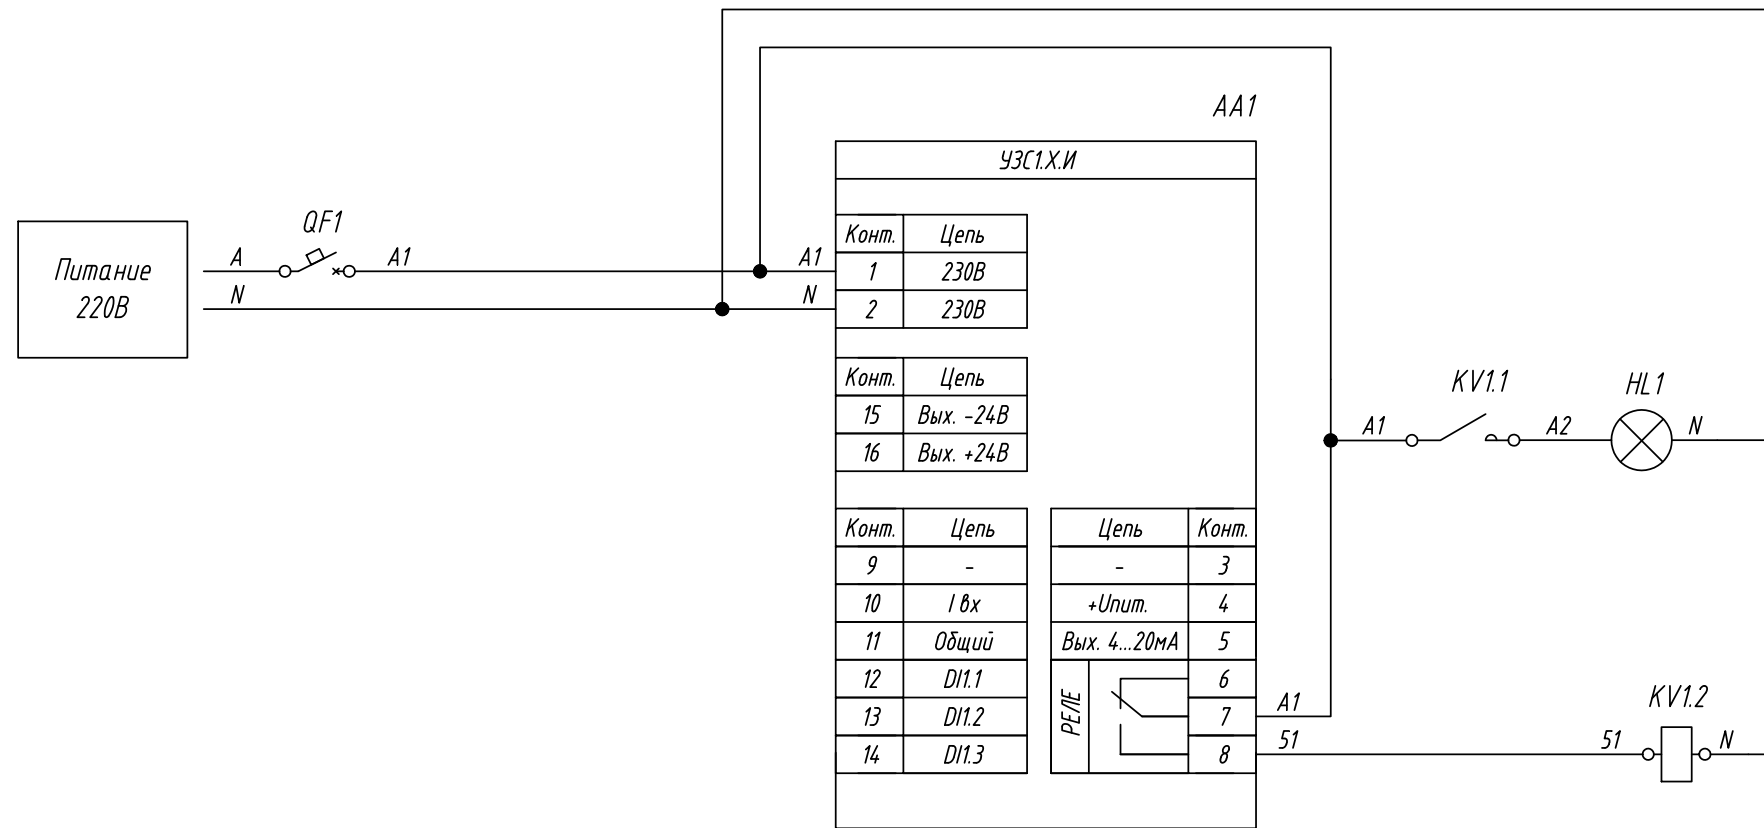 АА1
УЗС1.Х.И
QF1
Питание
220В
А
А1
А1
N
N
Конт. Цепь
1 230В
2 230В
Конт. Цепь
15 Вых. -24В
16 Вых. +24В
KV1.1
HL1
А1
А2
N
Конт. Цепь
9 -
10 I вх
11 Общий
12 DI1.1
13 DI1.2
14 DI1.3
Цепь Конт.
- 3
+Uпит. 4
Вых. 4...20мА 5
РЕЛЕ
6
7
8
А1
51
51
KV1.2
N